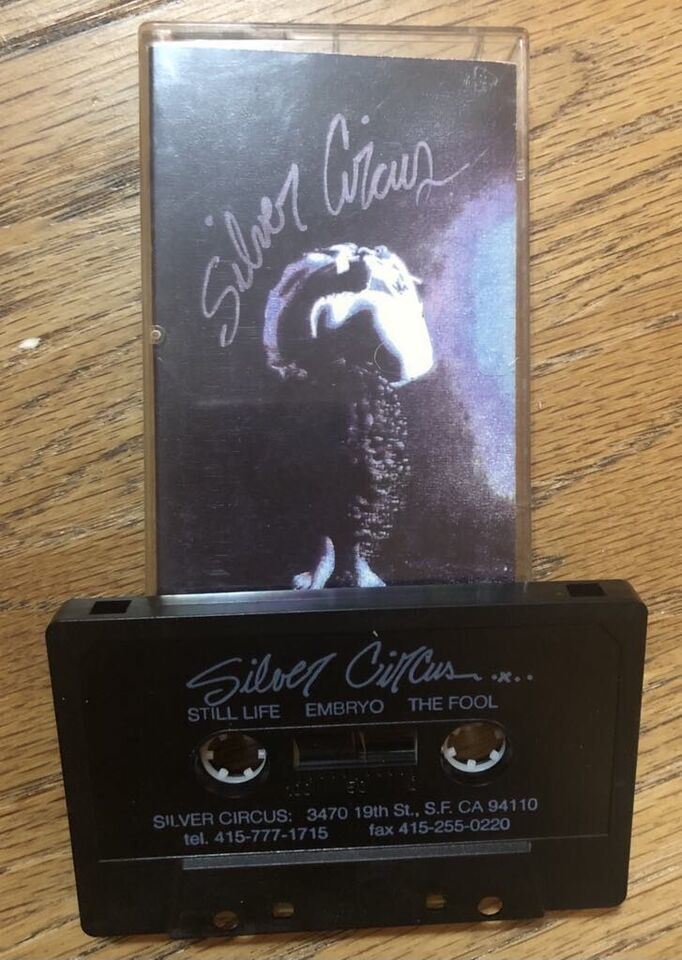 Silver Circus
Silver Circus..x..
STILL LIFE EMBRYO THE FOOL
SILVER CIRCUS: 3470 19th St., S.F. CA 94110
tel. 415-777-1715 fax 415-255-0220